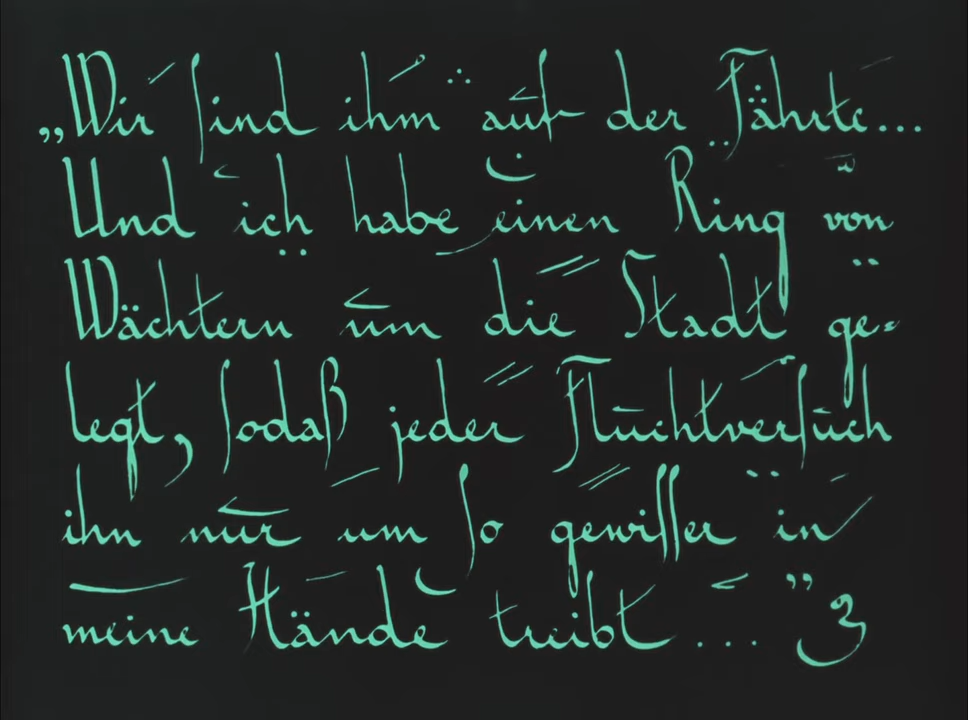 „Wir sind ihm auf der Fährte...
Und ich habe einen Ring von
Wächtern um die Stadt ge-
legt, sodaß jeder Fluchtversuch
ihn nur um so gewisser in
meine Hände treibt...”